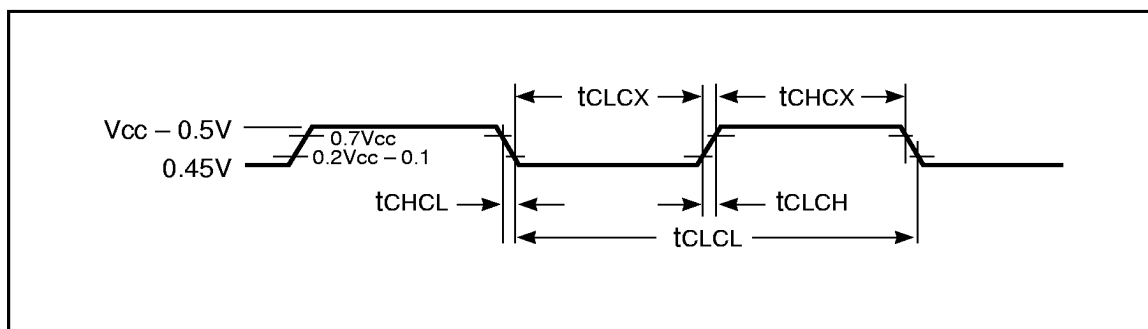 tCLCX
tCHCX
Vcc – 0.5V
0.7Vcc
0.2Vcc – 0.1
0.45V
tCHCL
tCLCH
tCLCL